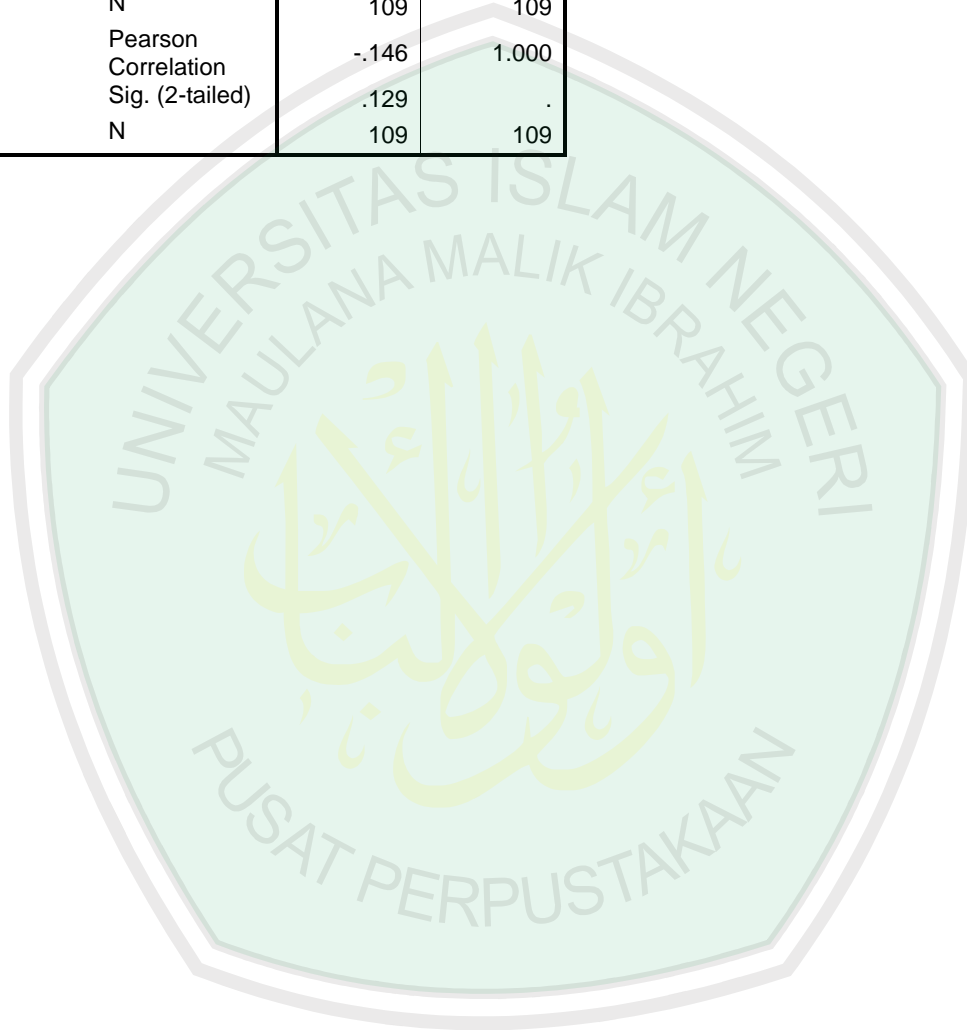 N 109 109
Pearson
Correlation -.146 1.000
Sig. (2-tailed) .129 .
N 109 109
UNIVERSITAS ISLAM NEGERI
MAULANA MALIK IBRAHIM
PUSAT PERPUSTAKAAN